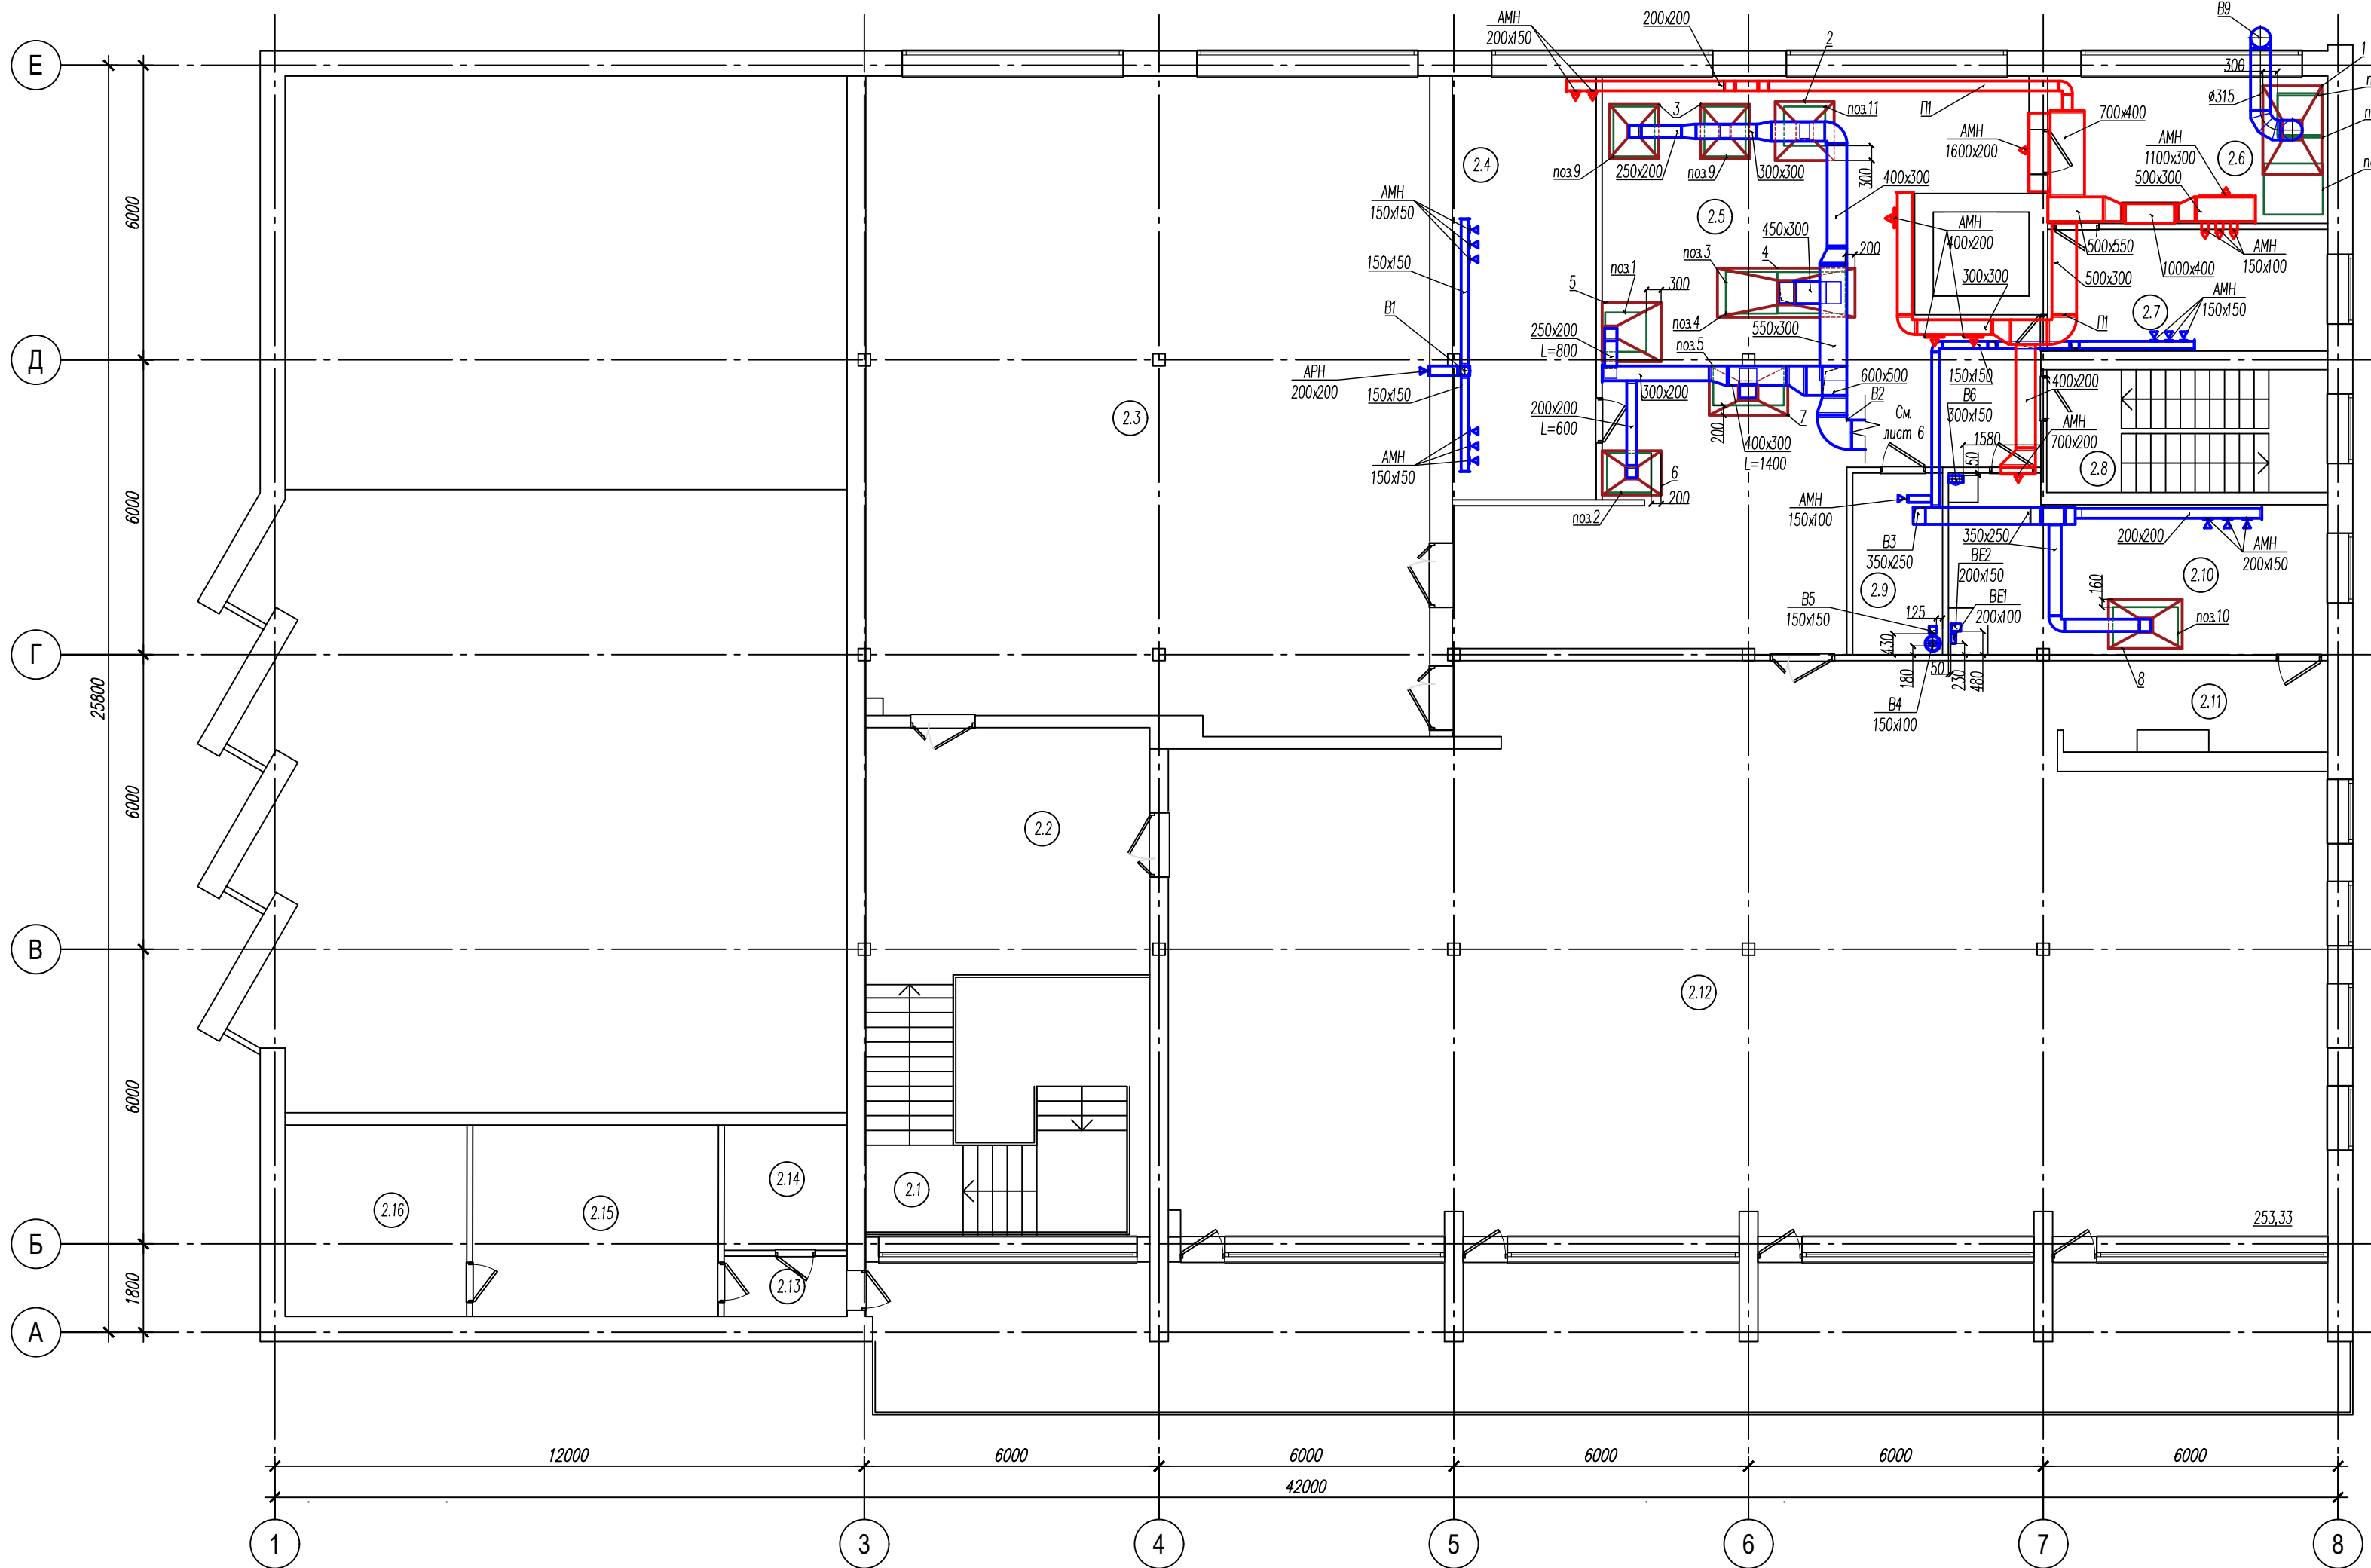 В9
АМН
200х150
200х200
2
1
300
Е
3
поз.11
П1
ø315
700х400
АМН
1600х200
АМН
1100х300
500х300
2.6
2.4
поз.9
250х200
поз.9
300х300
300
400х300
АМН
150х150
2.5
450х300
200
АМН
400х200
500х550
АМН
150х100
1000х400
6000
150х150
поз.3
4
поз.1
300
5
300х300
500х300
АМН
150х150
2.7
В1
250х200
L=800
поз.4
550х300
П1
поз.5
Д
АРН
200х200
150х150
300х200
600х500
В2
150х150
В6
300х150
400х200
2.3
200х200
L=600
200
7
См.
лист 6
АМН
700х200
1580
400х300
L=1400
50
2.8
АМН
150х150
6
200
поз.2
6000
АМН
150х100
В3
350х250
350х250
200х200
АМН
200х150
ВЕ2
200х150
2.9
2.10
160
В5
150х150
125
ВЕ1
200х100
поз.10
430
Г
180
50
230
480
8
2.11
25800
В4
150х100
6000
2.2
В
2.12
6000
2.14
2.1
2.16
2.15
253,33
Б
2.13
1800
А
12000
6000
6000
6000
6000
6000
42000
1
3
4
5
6
7
8